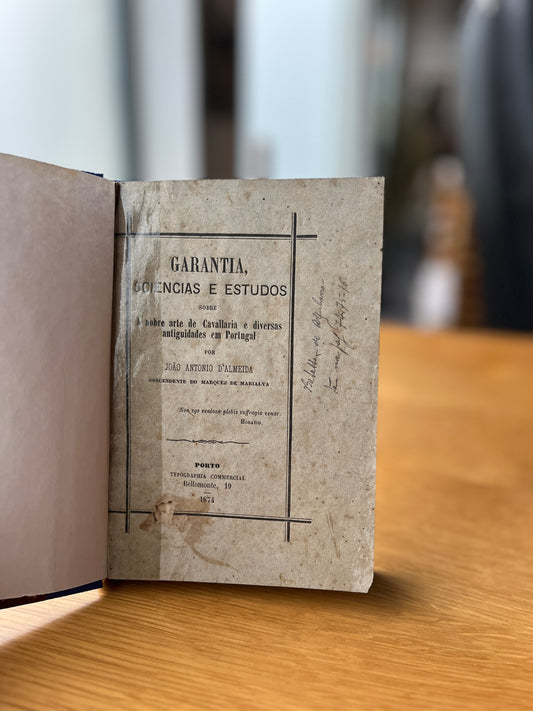 GARANTIA,
SCIENCIAS E ESTUDOS
SOBRE
A nobre arte de Cavallaria e diversas
antiguidades em Portugal
POR
JOÃO ANTONIO D'ALMEIDA
DESCENDENTE DO MARQUEZ DE MARIALVA
Non ego ventosæ plebis suffragia venor.
HORATIO.
PORTO
TYPOGRAPHIA COMMERCIAL
Bellomonte, 19
1874